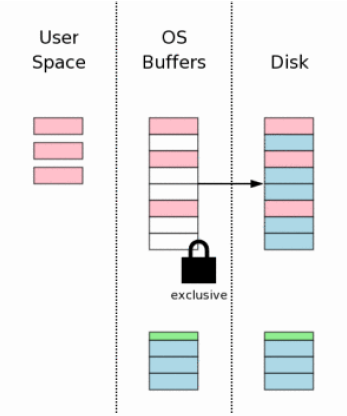 User
Space
OS
Buffers
Disk
exclusive